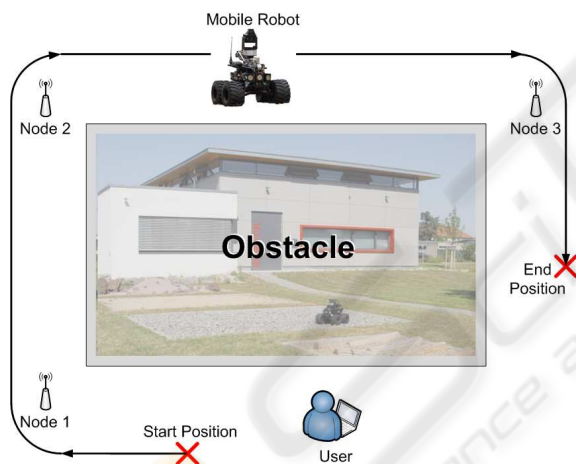 Mobile Robot
Node 2
Node 3
Obstacle
End
Position
Node 1
Start Position
User